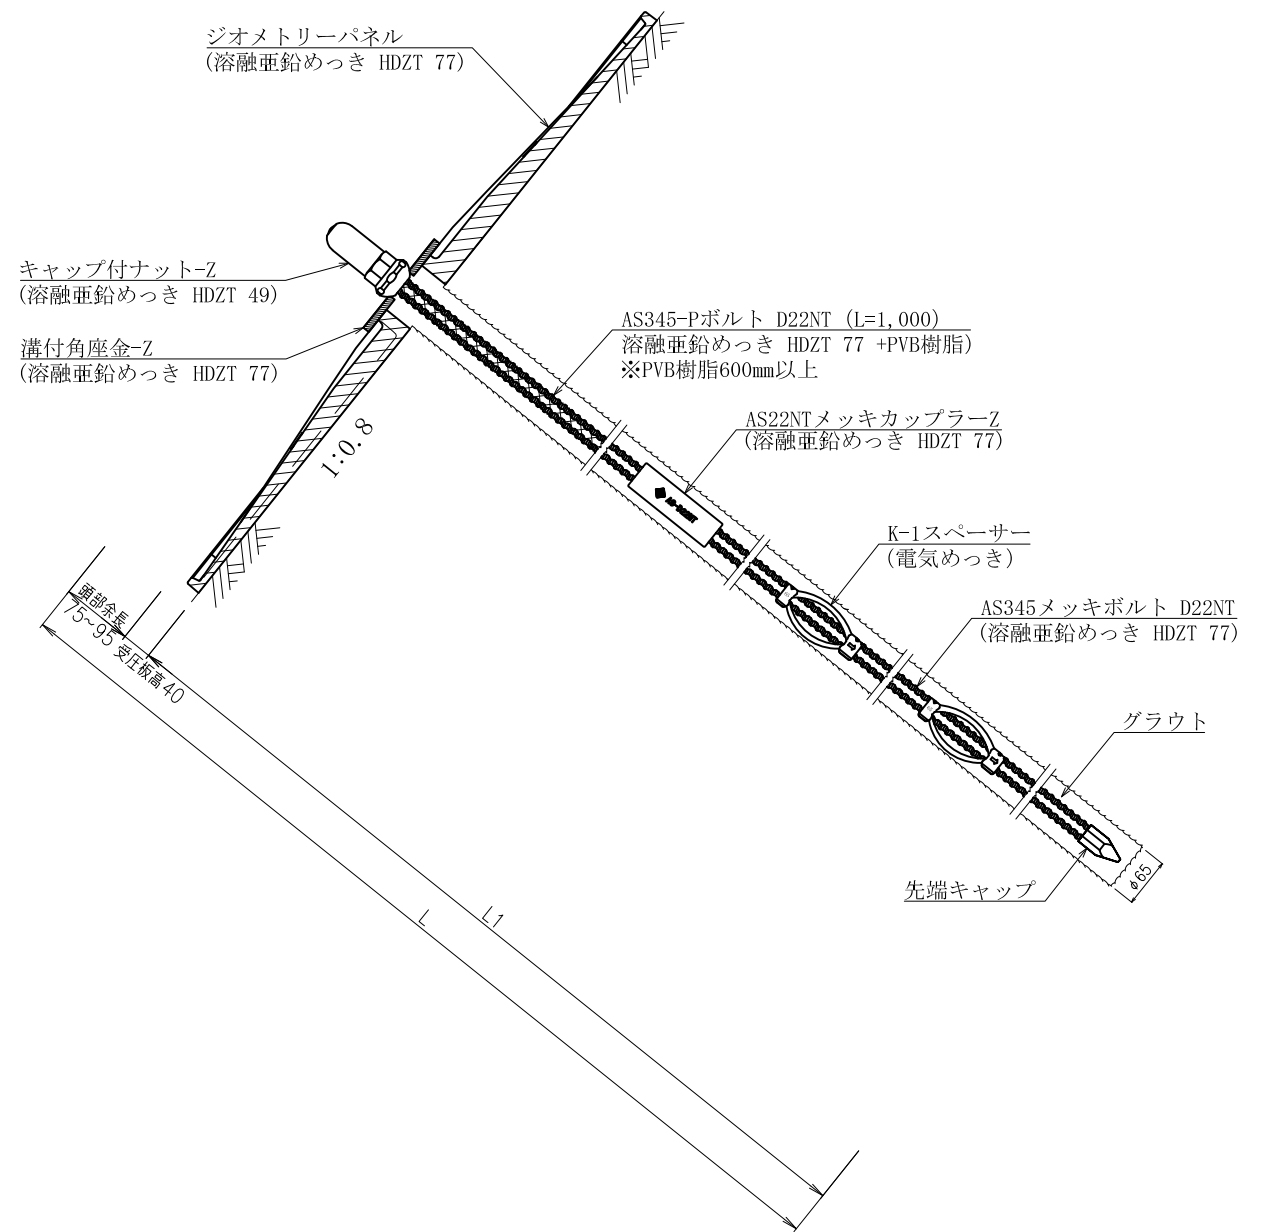 ジオメトリーパネル
(溶融亜鉛めっき HDZT 77)
キャップ付ナット-Z
(溶融亜鉛めっき HDZT 49)
溝付角座金-Z
(溶融亜鉛めっき HDZT 77)
1:0.8
AS345-Pボルト D22NT (L=1,000)
溶融亜鉛めっき HDZT 77 +PVB樹脂)
※PVB樹脂600mm以上
AS22NTメッキカップラーZ
(溶融亜鉛めっき HDZT 77)
AS-D22NT
K-1スペーサー
(電気めっき)
AS345メッキボルト D22NT
(溶融亜鉛めっき HDZT 77)
グラウト
先端キャップ
φ65
頭部余長
75~95
受圧板高40
L
L1